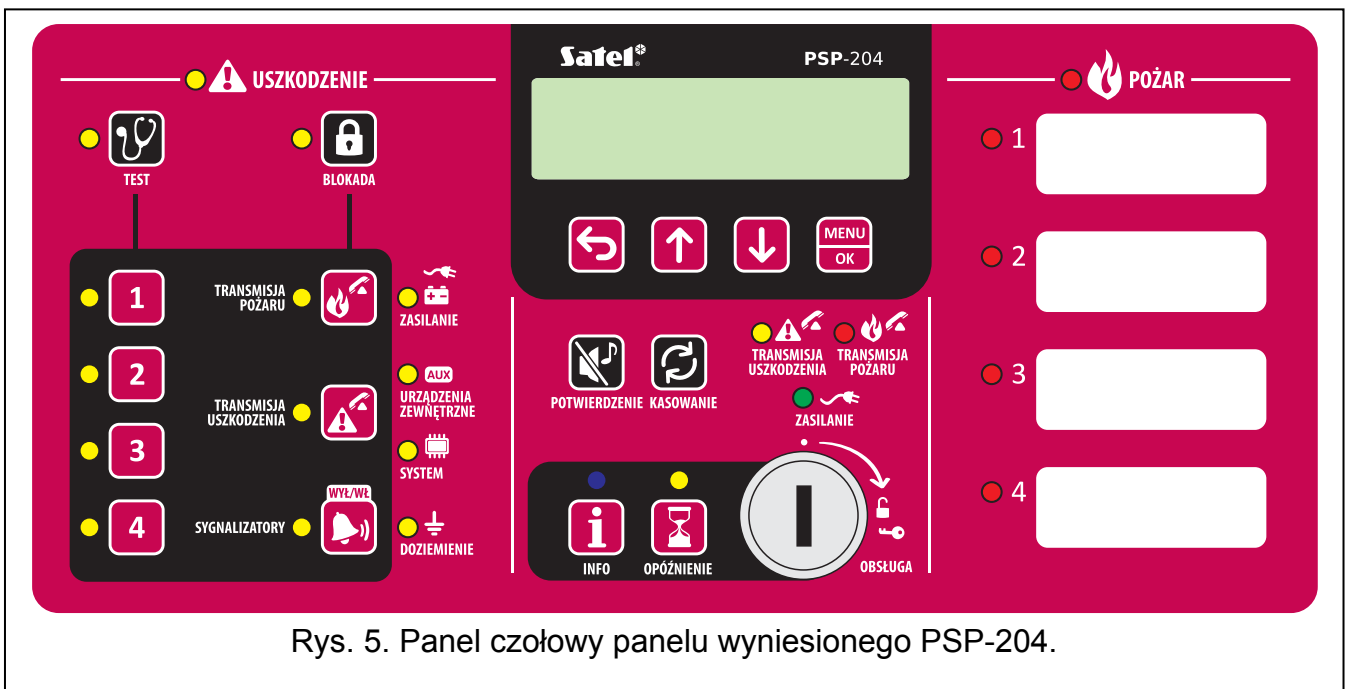 USZKODZENIE
TEST
BLOKADA
1
2
3
4
TRANSMISJA
POŻARU
TRANSMISJA
USZKODZENIA
WYŁ/WŁ
SYGNALIZATORY
ZASILANIE
AUX
URZĄDZENIA
ZEWNĘTRZNE
SYSTEM
DOZIEMIENIE
Satel®
PSP-204
MENU
OK
POTWIERDZENIE
KASOWANIE
TRANSMISJA
USZKODZENIA
TRANSMISJA
POŻARU
ZASILANIE
i
INFO
OPÓŹNIENIE
OBSŁUGA
POŻAR
1
2
3
4
Rys. 5. Panel czołowy panelu wyniesionego PSP-204.